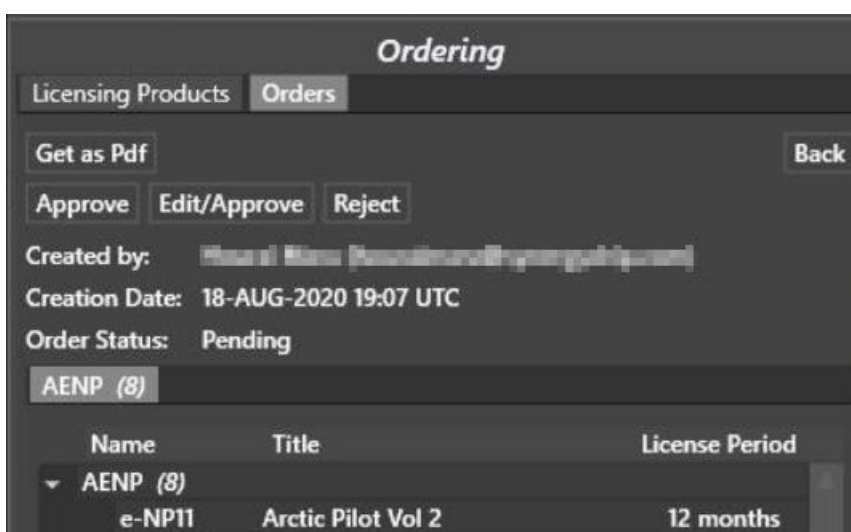 Ordering
Licensing Products Orders
Get as Pdf Back
Approve Edit/Approve Reject
Created by:
Creation Date: 18-AUG-2020 19:07 UTC
Order Status: Pending
AENP (8)
Name Title License Period
AENP (8)
e-NP11 Arctic Pilot Vol 2 12 months